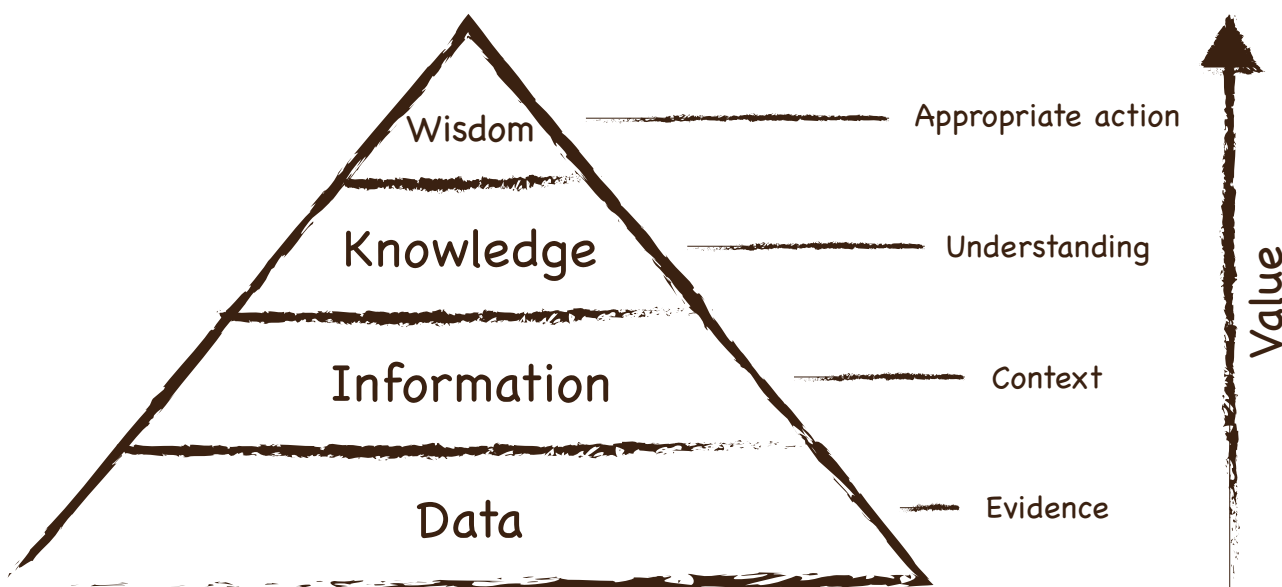 Wisdom
Appropriate action
Knowledge
Understanding
Information
Context
Data
Evidence
Value